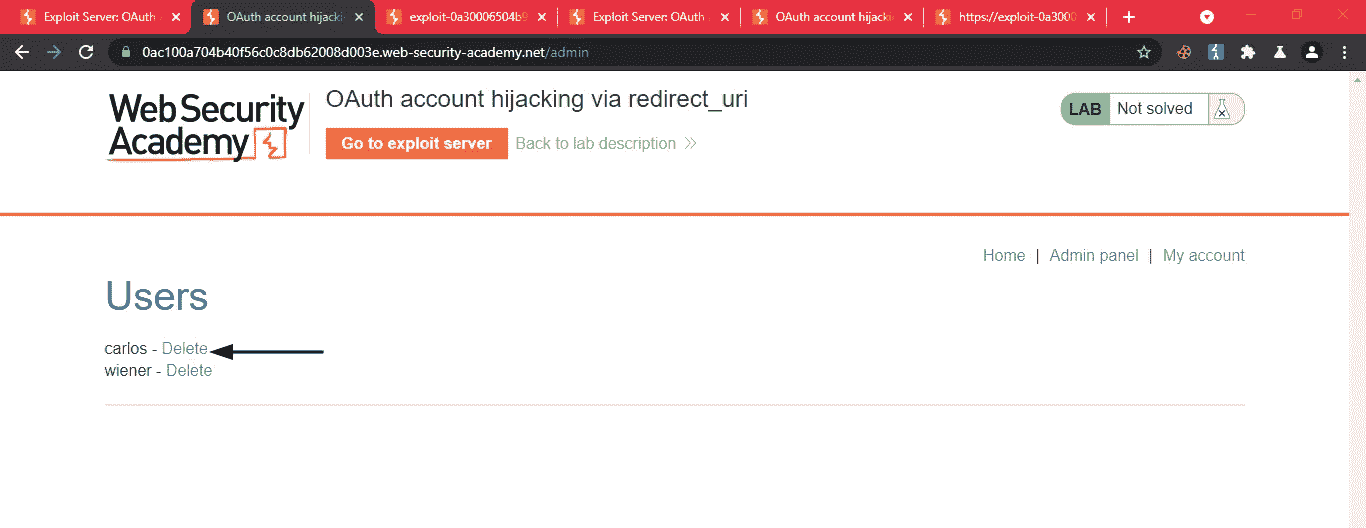 Exploit Server: OAuth
OAuth account hijacki
exploit-0a30006504b9
Exploit Server: OAuth
OAuth account hijacki
https://exploit-0a300
0ac100a704b40f56c0c8db62008d003e.web-security-academy.net/admin
Web Security
Academy
OAuth account hijacking via redirect_uri
LAB Not solved
Go to exploit server
Back to lab description >>
Home | Admin panel | My account
Users
carlos - Delete
wiener - Delete